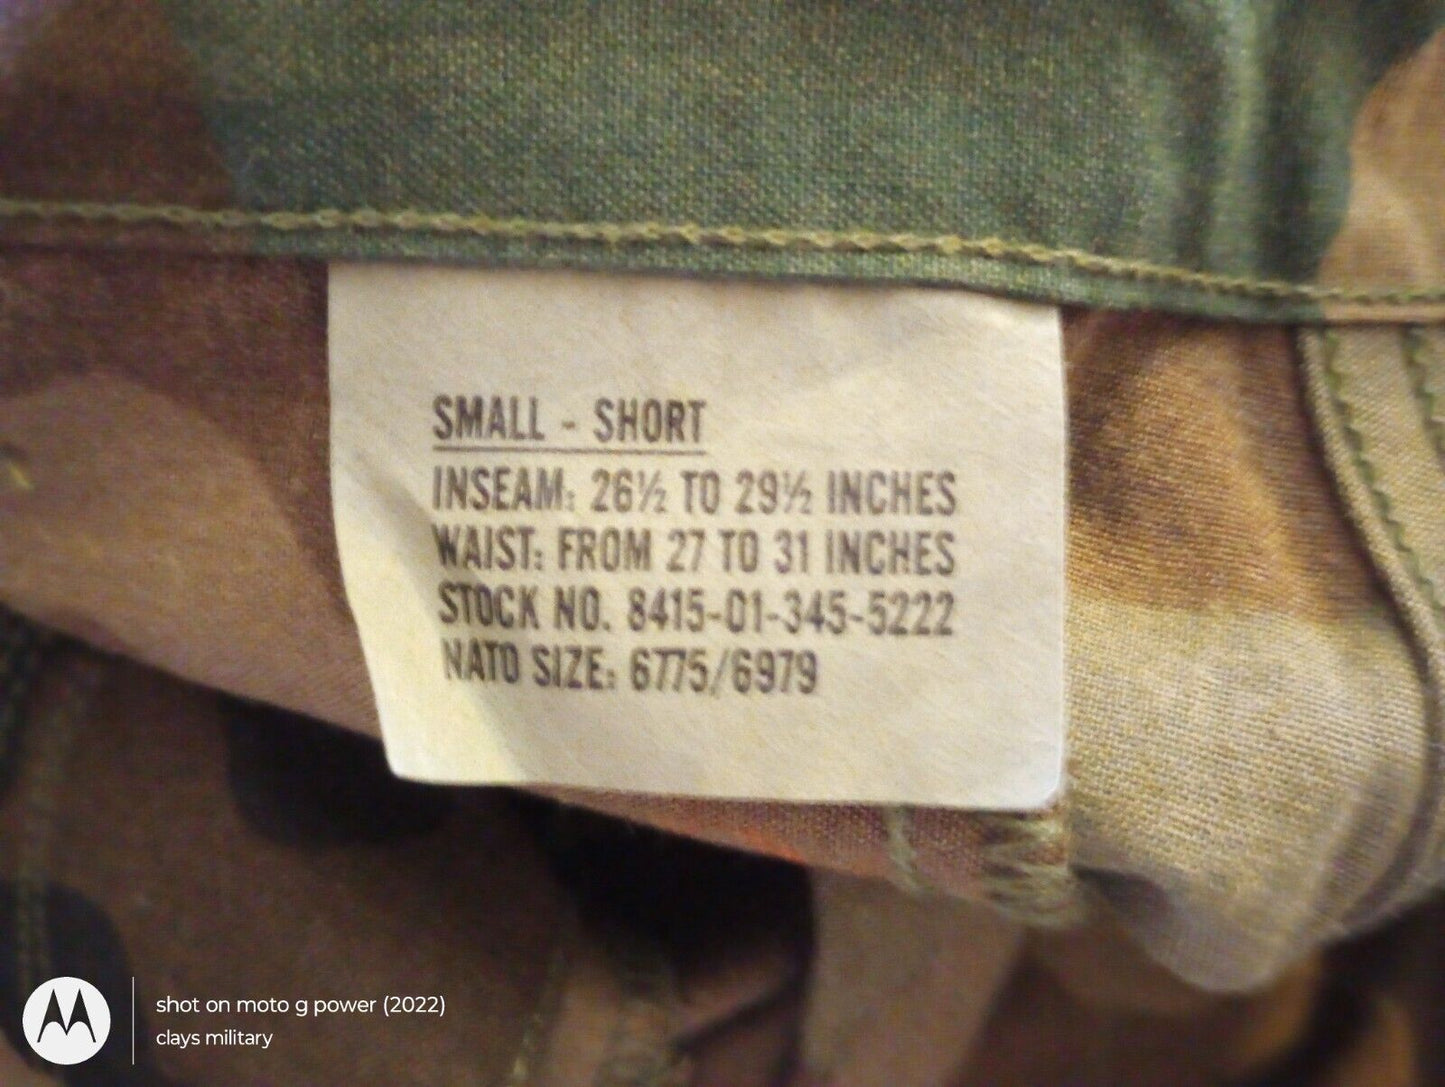 SMALL - SHORT
INSEAM: 26½ TO 29½ INCHES
WAIST: FROM 27 TO 31 INCHES
STOCK NO. 8415-01-345-5222
NATO SIZE: 6775/6979
shot on moto g power (2022)
clays military